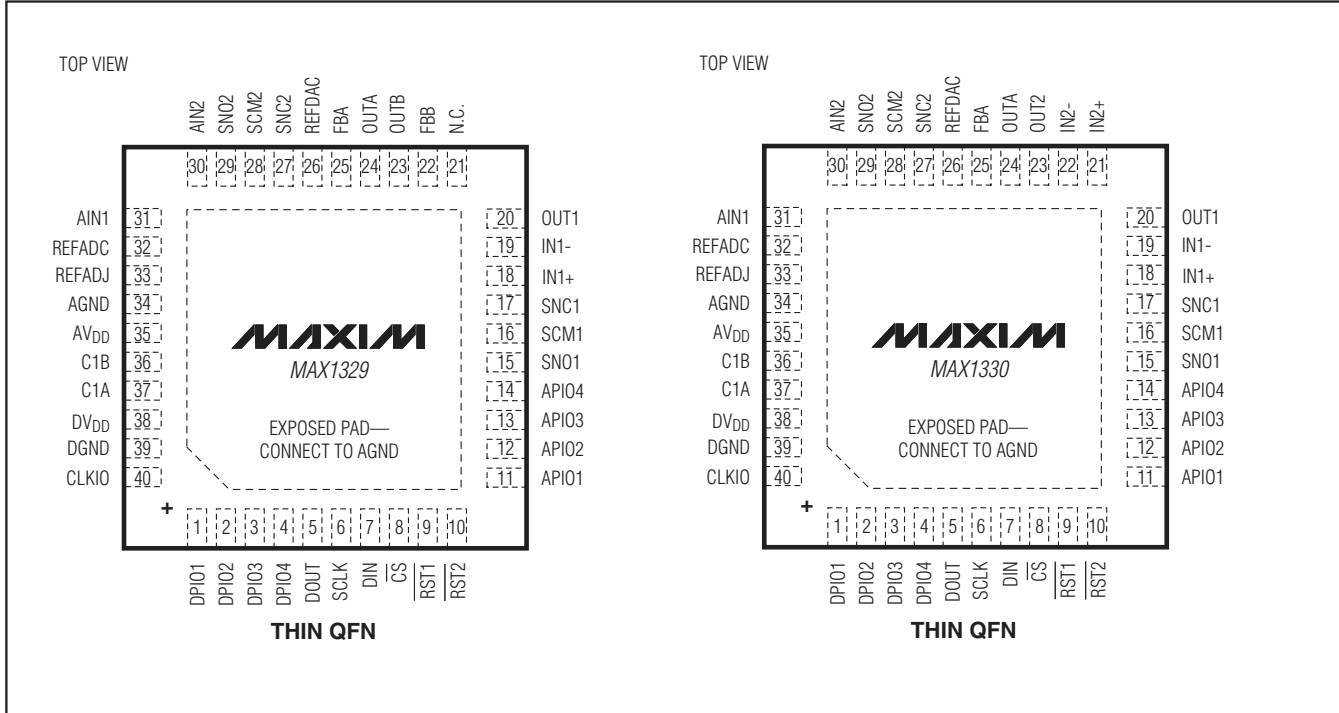 TOP VIEW
AIN2 SNO2 SCM2 SNC2 REFDAC FBA OUTA OUTB FBB N.C.
30 29 28 27 26 25 24 23 22 21
AIN1 31 20 OUT1
REFADC 32 19 IN1-
REFADJ 33 18 IN1+
AGND 34 17 SNC1
AVDD 35 16 SCM1
C1B 36 15 SNO1
C1A 37 14 APIO4
DVDD 38 13 APIO3
DGND 39 12 APIO2
CLKIO 40 11 APIO1
MAXIM
MAX1329
EXPOSED PAD—
CONNECT TO AGND
+
1 2 3 4 5 6 7 8 9 10
DPIO1 DPIO2 DPIO3 DPIO4 DOUT SCLK DIN CS RST1 RST2
THIN QFN
TOP VIEW
AIN2 SNO2 SCM2 SNC2 REFDAC FBA OUTA OUT2 IN2- IN2+
30 29 28 27 26 25 24 23 22 21
AIN1 31 20 OUT1
REFADC 32 19 IN1-
REFADJ 33 18 IN1+
AGND 34 17 SNC1
AVDD 35 16 SCM1
C1B 36 15 SNO1
C1A 37 14 APIO4
DVDD 38 13 APIO3
DGND 39 12 APIO2
CLKIO 40 11 APIO1
MAXIM
MAX1330
EXPOSED PAD—
CONNECT TO AGND
+
1 2 3 4 5 6 7 8 9 10
DPIO1 DPIO2 DPIO3 DPIO4 DOUT SCLK DIN CS RST1 RST2
THIN QFN